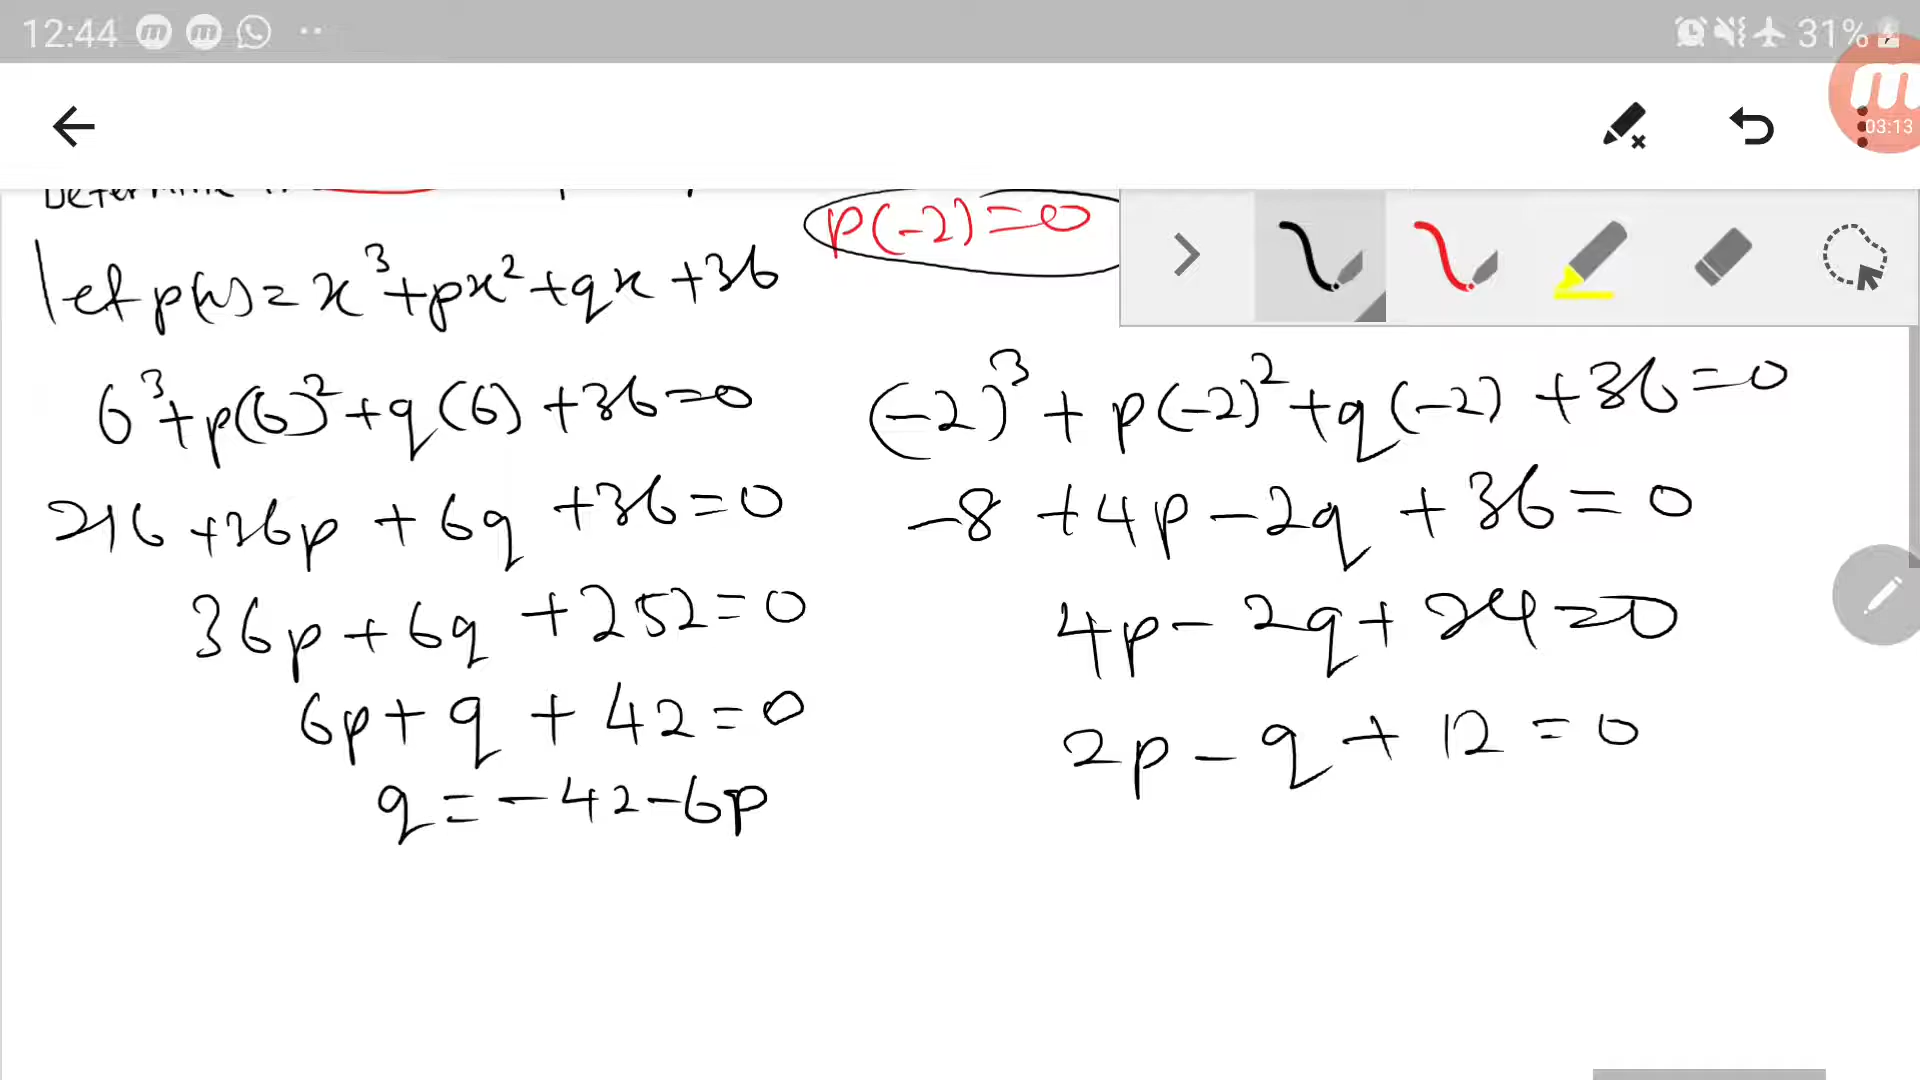 12:44
31%
03:13
Determine
p(-2)=0
let p(x)= x³+px²+qx+36
6³+p(6)²+q(6)+36=0
216+36p+6q+36=0
36p+6q+252=0
6p+q+42=0
q=-42-6p
(-2)³+p(-2)²+q(-2)+36=0
-8+4p-2q+36=0
4p-2q+24=0
2p-q+12=0